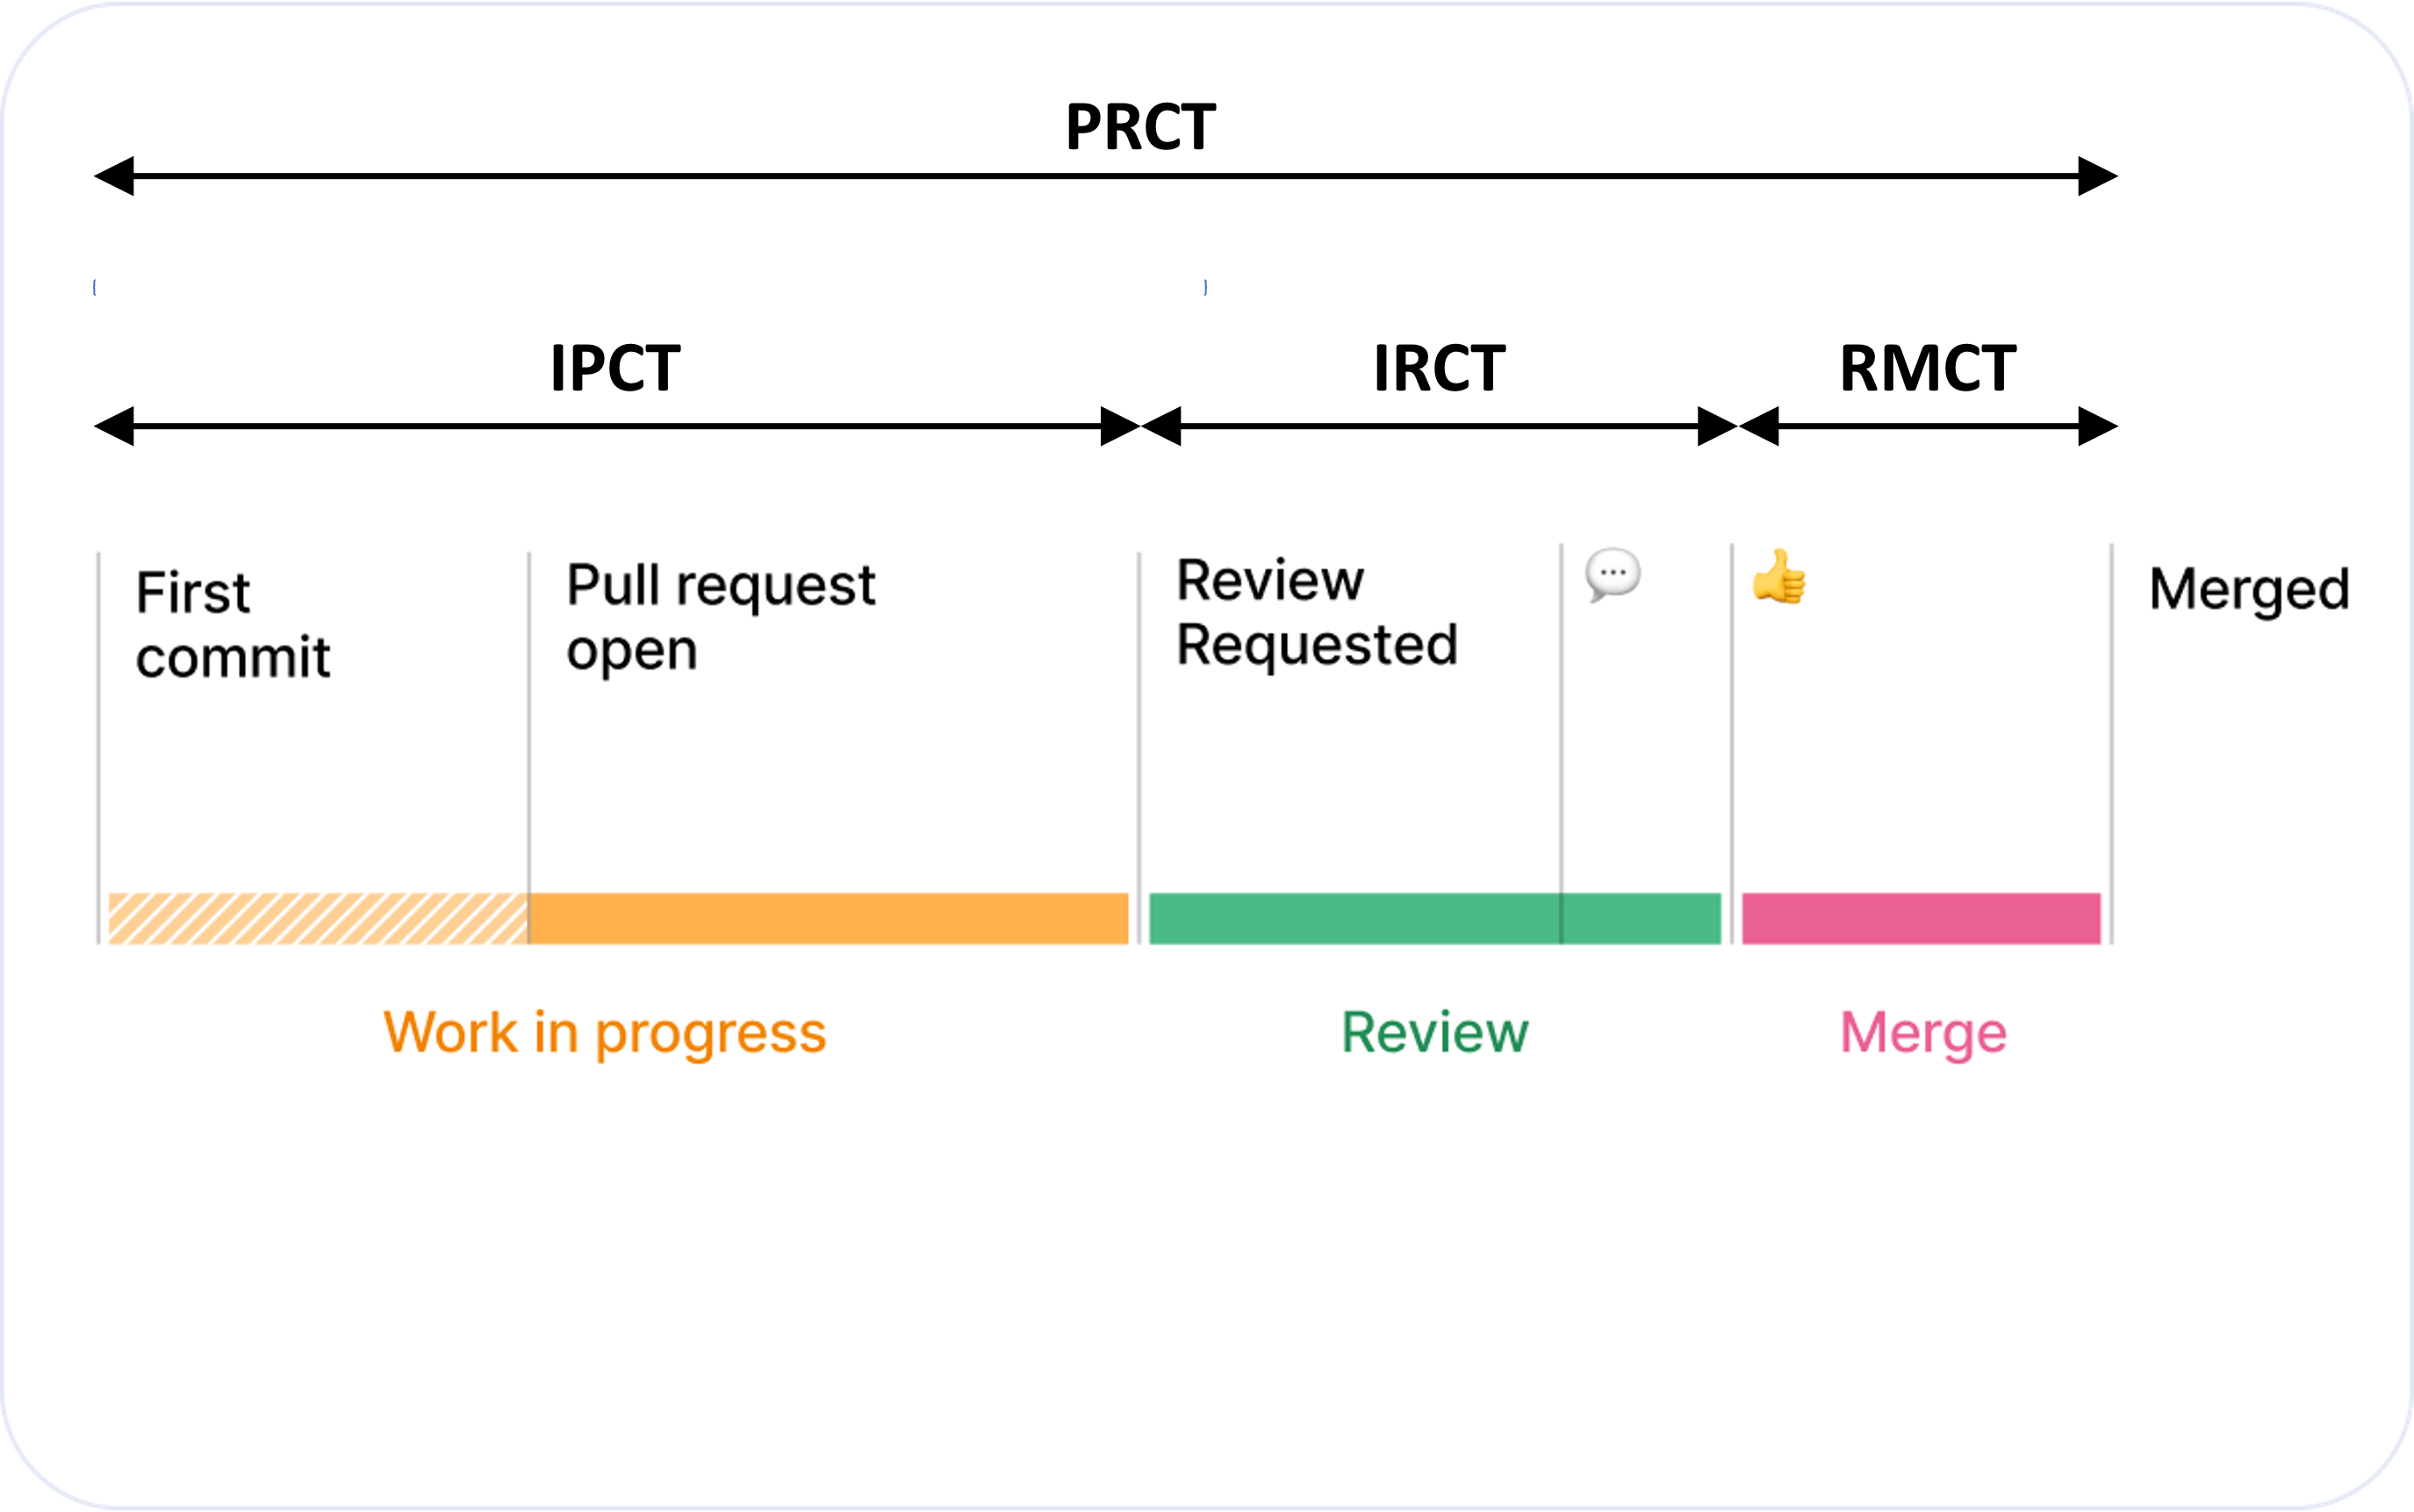 PRCT
IPCT
IRCT
RMCT
First
commit
Pull request
open
Review
Requested
Merged
Work in progress
Review
Merge